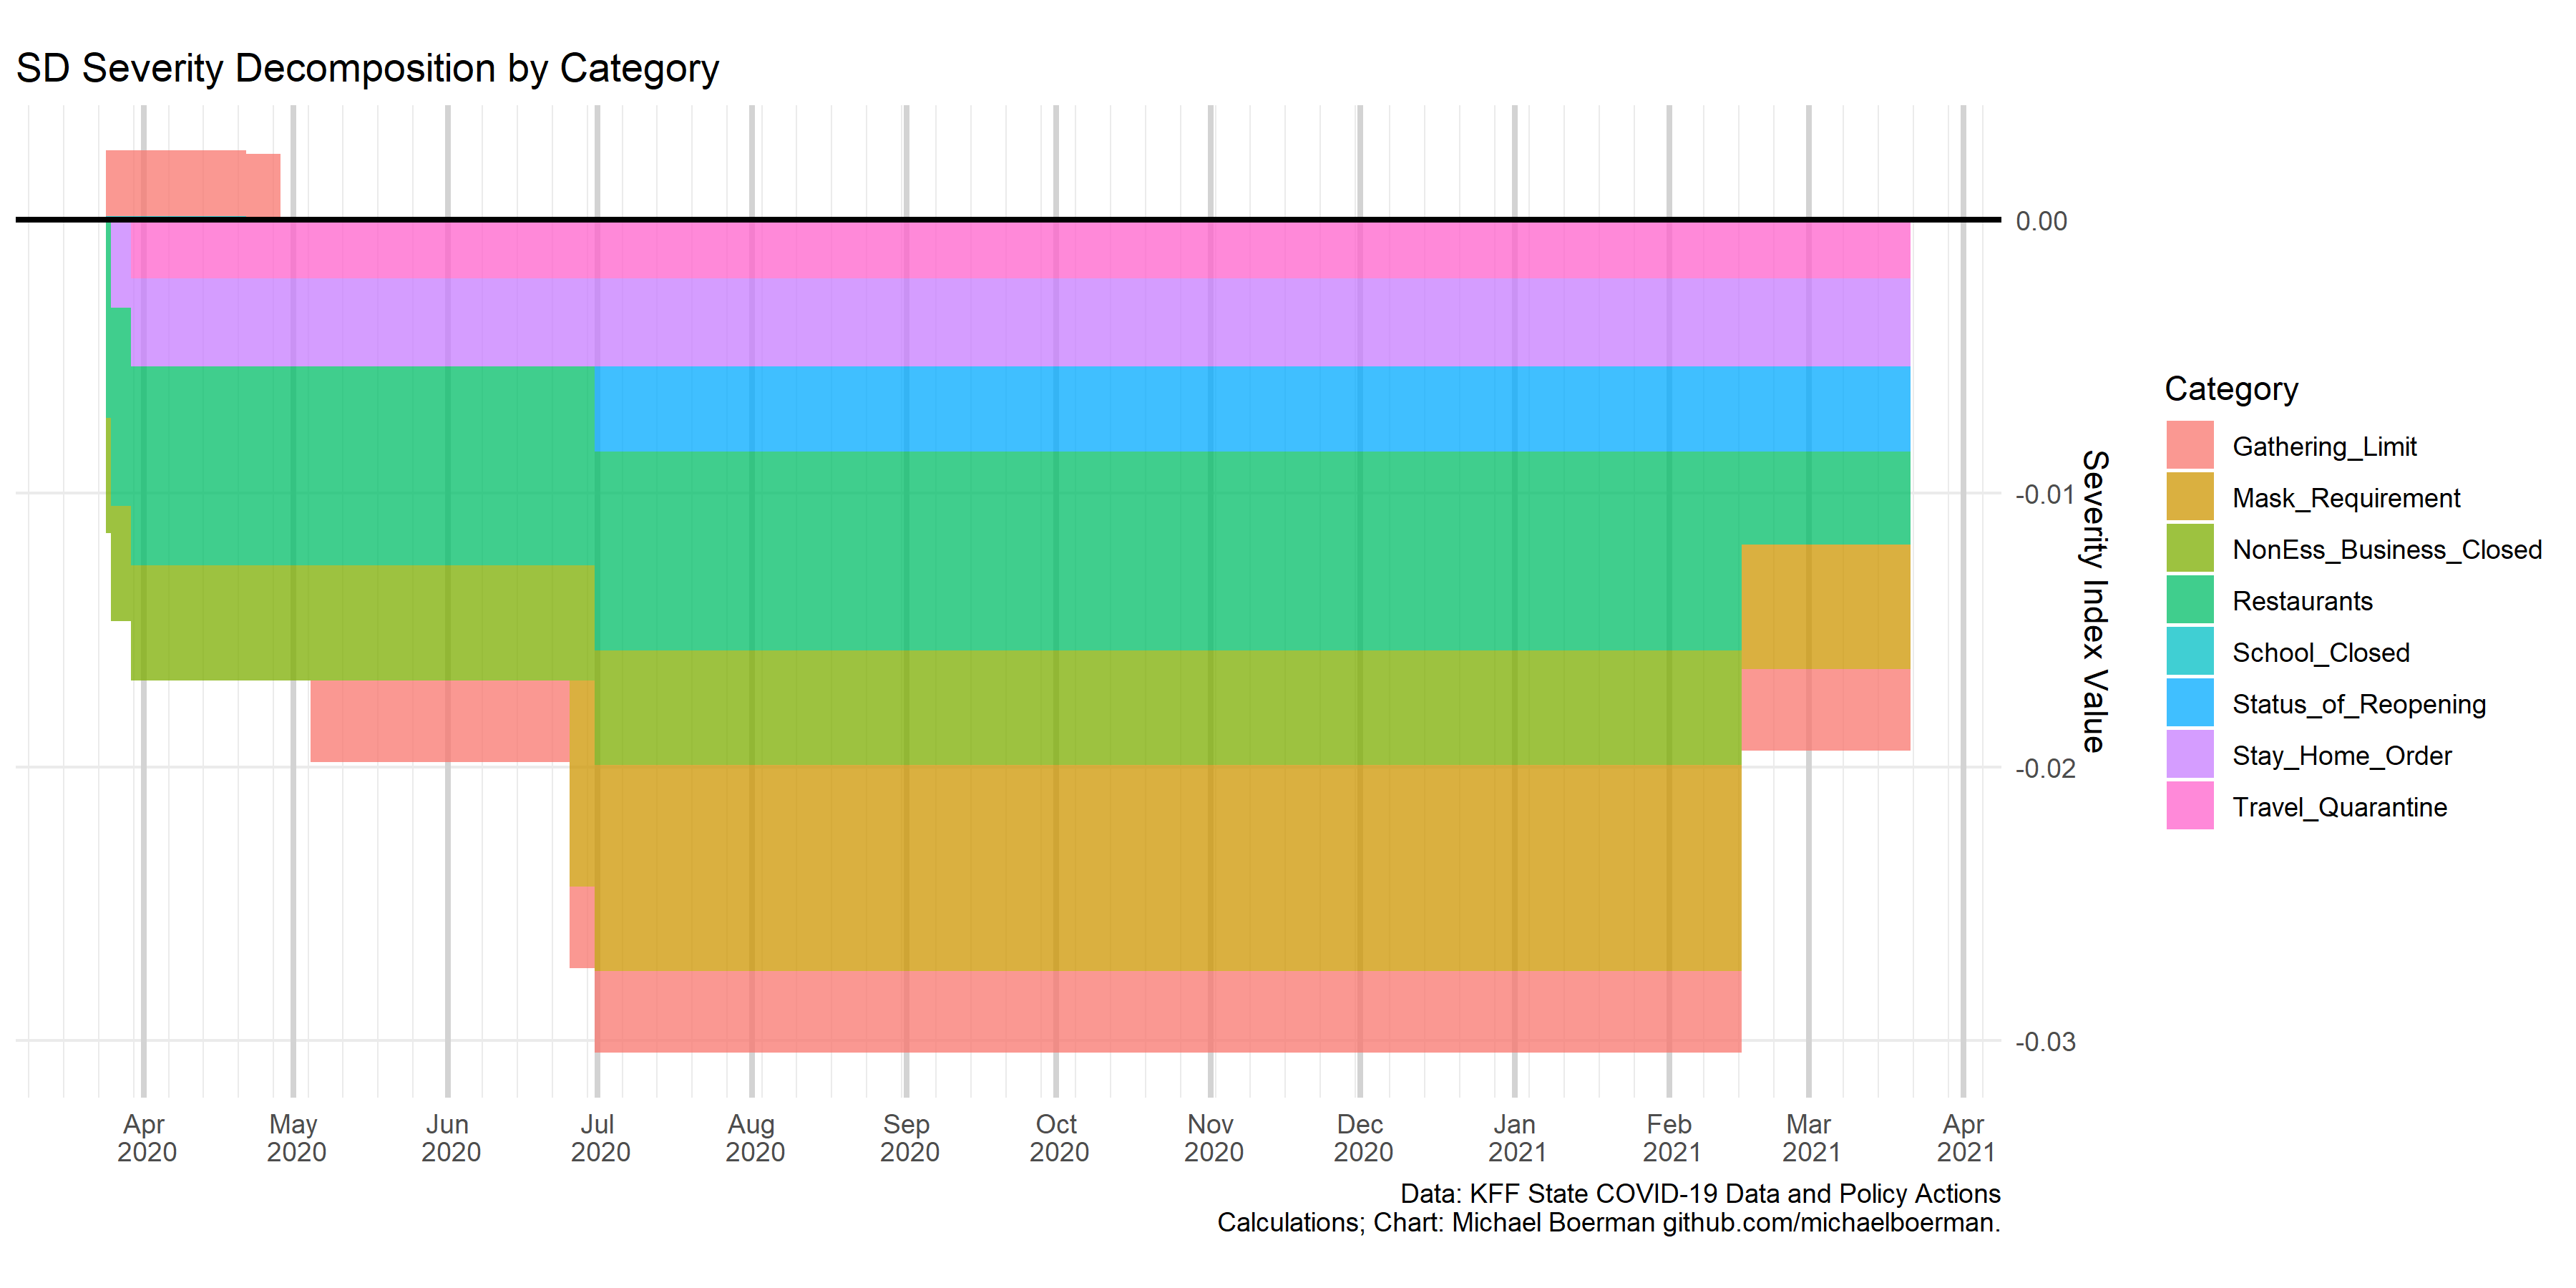 SD Severity Decomposition by Category
0.00
-0.01
-0.02
-0.03
Severity Index Value
Apr
2020
May
2020
Jun
2020
Jul
2020
Aug
2020
Sep
2020
Oct
2020
Nov
2020
Dec
2020
Jan
2021
Feb
2021
Mar
2021
Apr
2021
Category
Gathering_Limit
Mask_Requirement
NonEss_Business_Closed
Restaurants
School_Closed
Status_of_Reopening
Stay_Home_Order
Travel_Quarantine
Data: KFF State COVID-19 Data and Policy Actions
Calculations; Chart: Michael Boerman github.com/michaelboerman.